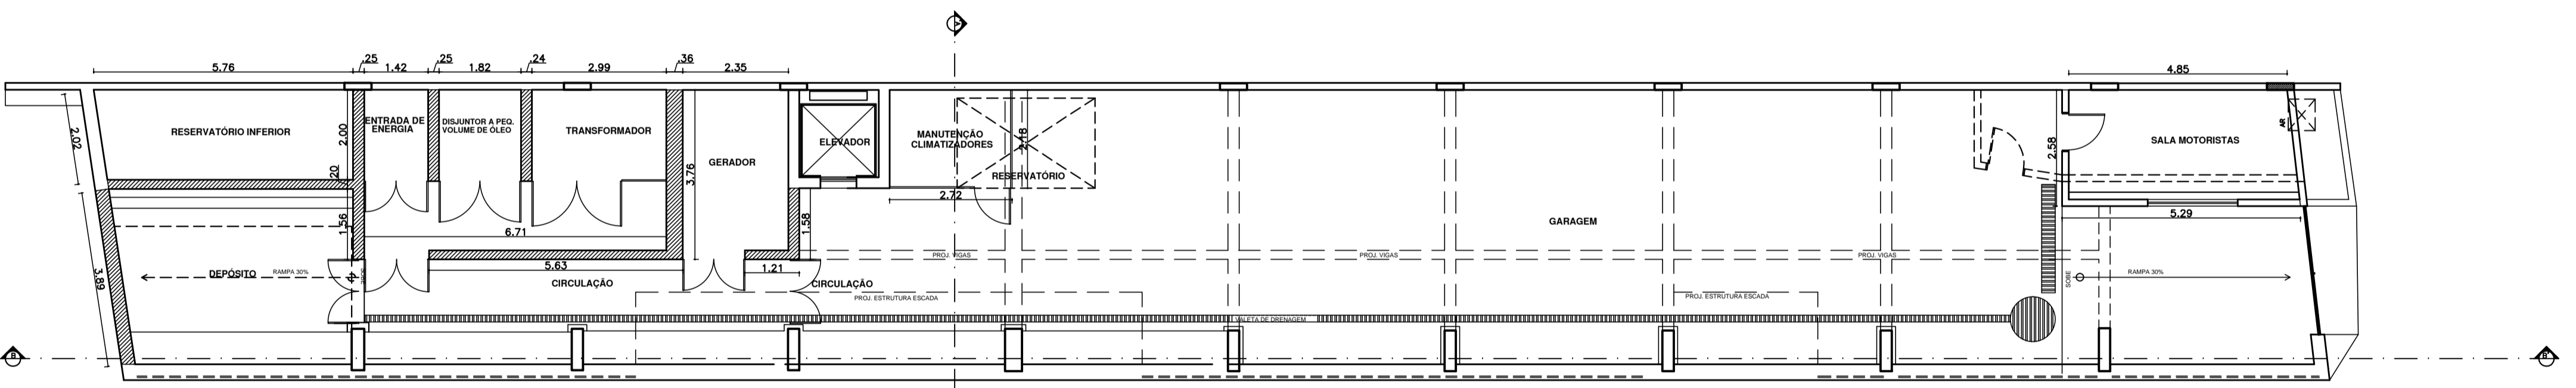 A
5.76
.25
1.42
.25
1.82
.24
2.99
.36
2.35
4.85
2.02
RESERVATÓRIO INFERIOR
2.00
.20
ENTRADA DE
ENERGIA
DISJUNTOR A PEQ.
VOLUME DE ÓLEO
TRANSFORMADOR
GERADOR
3.76
ELEVADOR
MANUTENÇÃO
CLIMATIZADORES
2.18
RESERVATÓRIO
2.72
GARAGEM
2.58
SALA MOTORISTAS
AR
5.29
1.56
6.71
1.58
3.89
DEPÓSITO
RAMPA 30%
SOBE
5.63
1.21
CIRCULAÇÃO
CIRCULAÇÃO
PROJ. VIGAS
PROJ. VIGAS
PROJ. VIGAS
PROJ. ESTRUTURA ESCADA
PROJ. ESTRUTURA ESCADA
SOBE
RAMPA 30%
VALETA DE DRENAGEM
B
B'